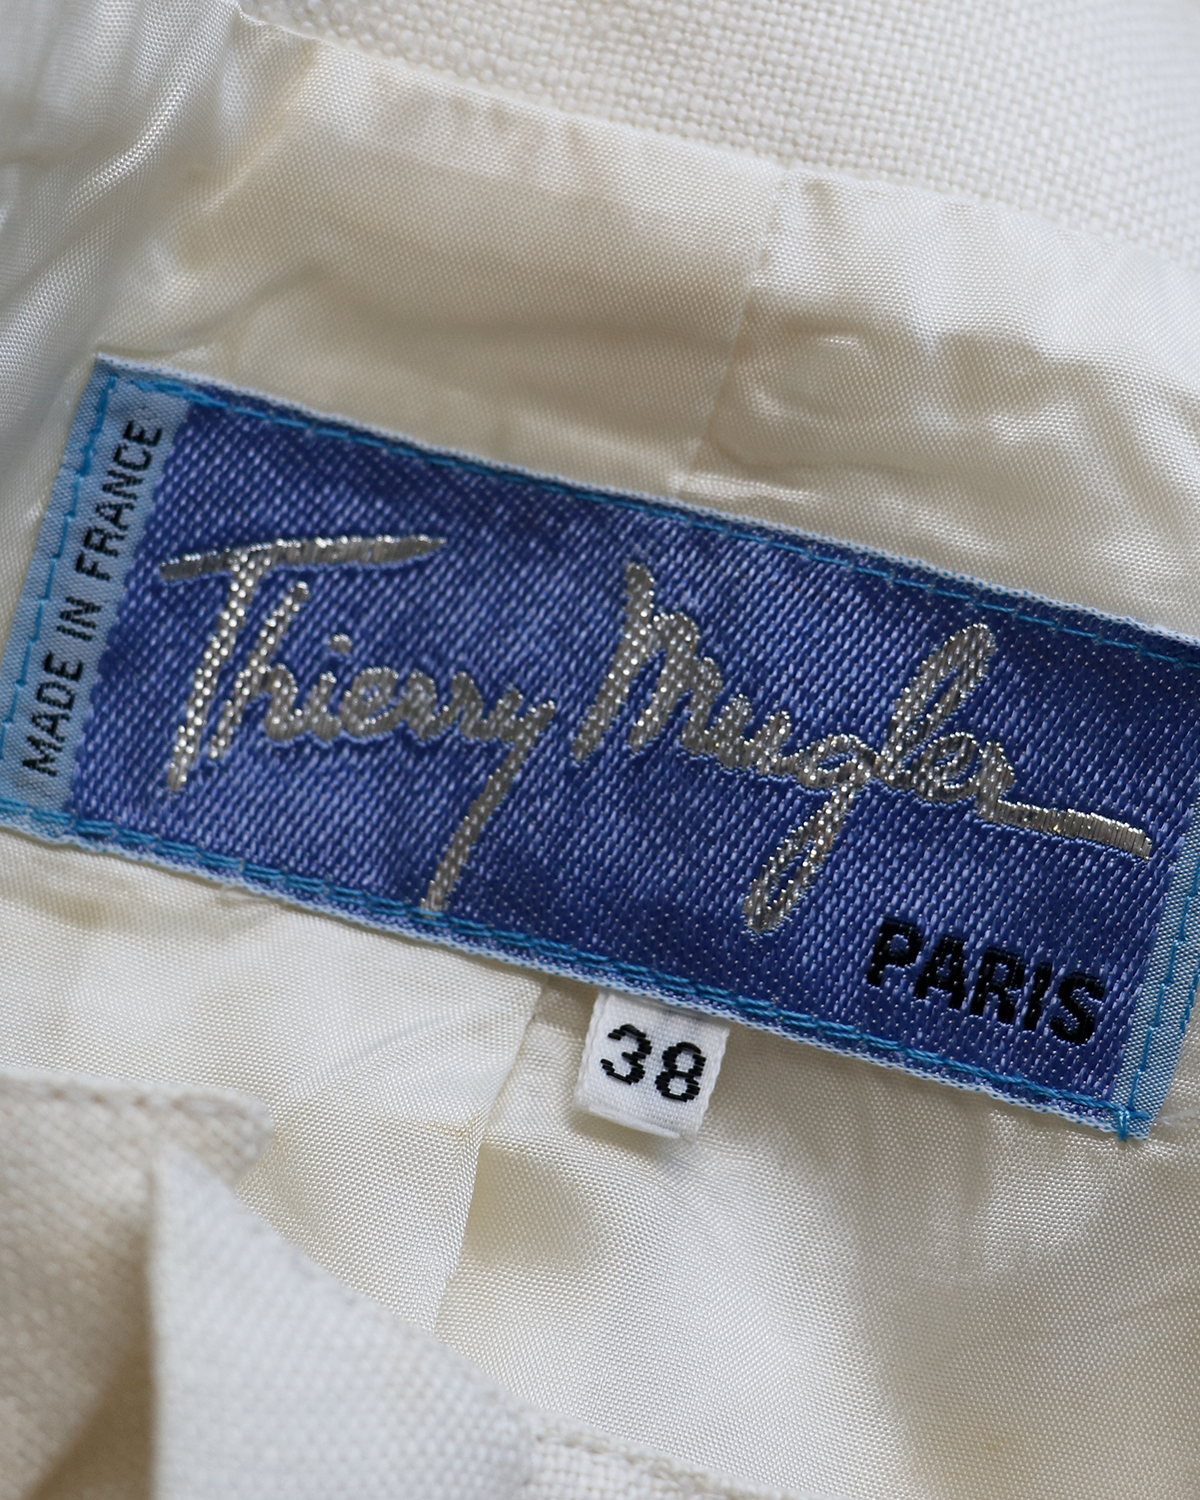 MADE IN FRANCE
Thierry Mugler
PARIS
38